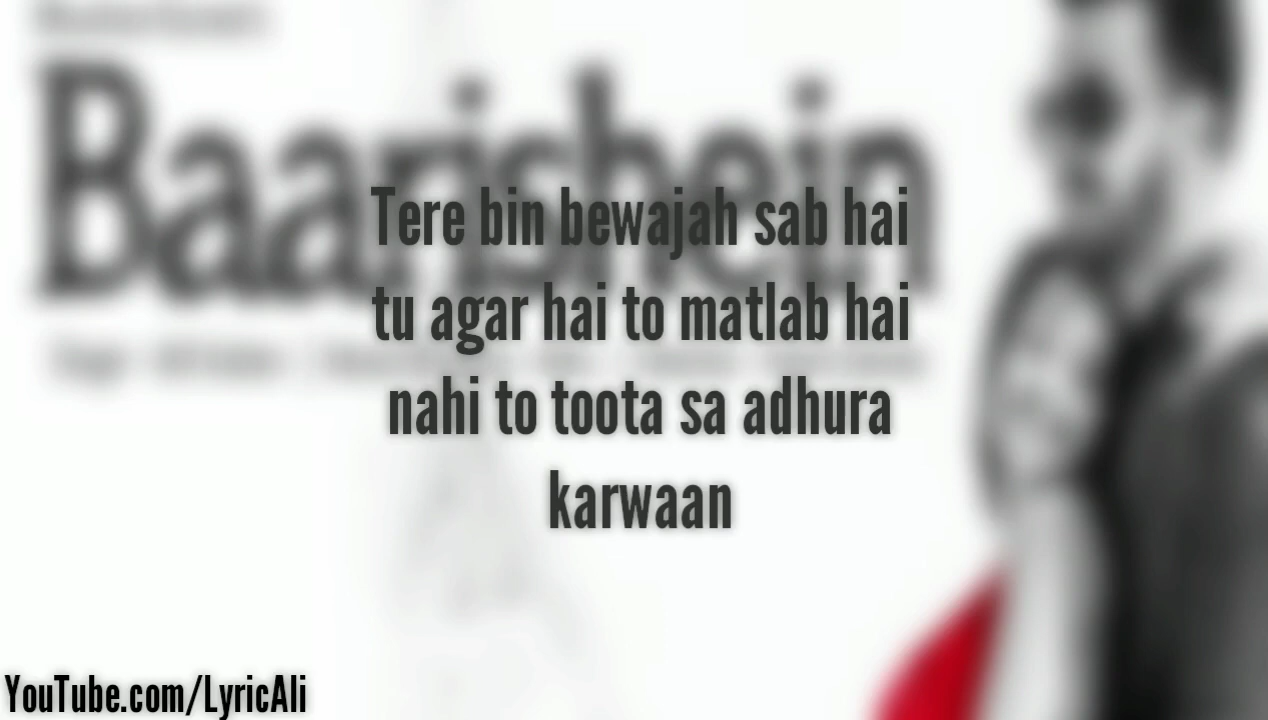 Baarishein
Tere bin bewajah sab hai
tu agar hai to matlab hai
nahi to toota sa adhura
karwaan
YouTube.com/LyricAli